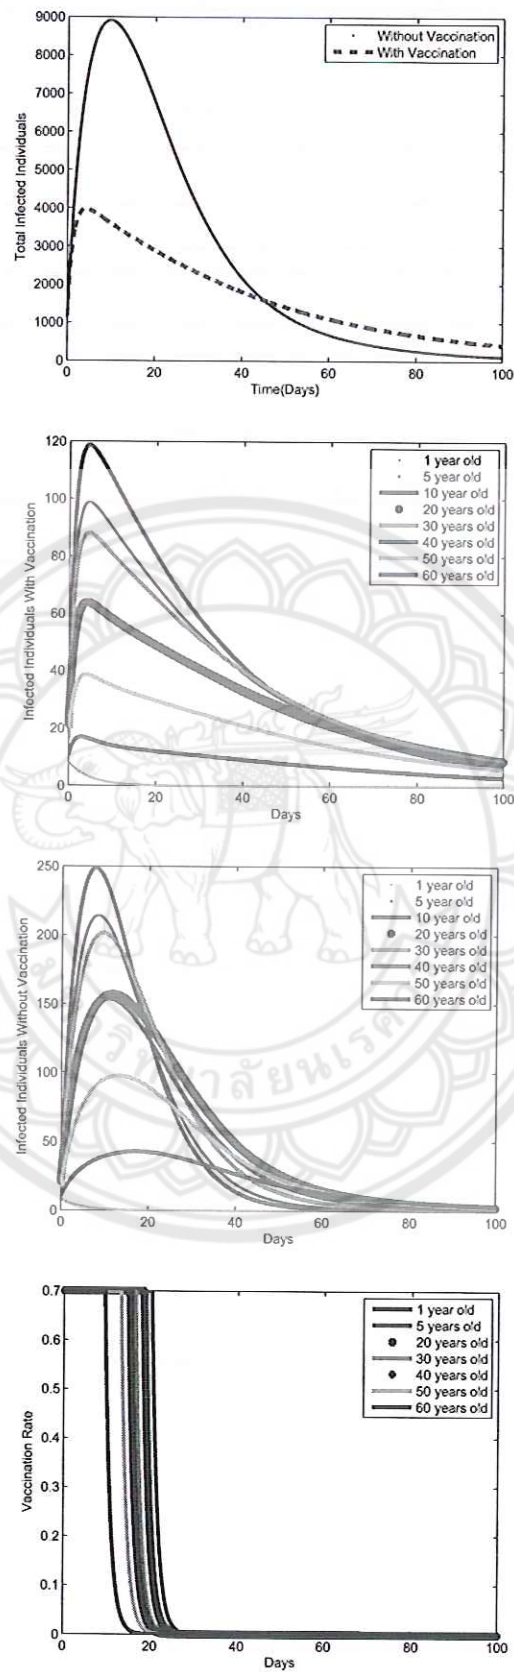 9000
8000
7000
6000
5000
4000
3000
2000
1000
0
Total Infected Individuals
Without Vaccination
With Vaccination
0 20 40 60 80 100
Time(Days)
120
100
80
60
40
20
0
Infected Individuals With Vaccination
1 year old
5 year old
10 year old
20 years old
30 years old
40 years old
50 years old
60 years old
0 20 40 60 80 100
Days
250
200
150
100
50
0
Infected Individuals Without Vaccination
1 year old
5 year old
10 year old
20 years old
30 years old
40 years old
50 years old
60 years old
0 20 40 60 80 100
Days
0.7
0.6
0.5
0.4
0.3
0.2
0.1
0
Vaccination Rate
1 year old
5 year old
20 years old
30 years old
40 years old
50 years old
60 years old
0 20 40 60 80 100
Days